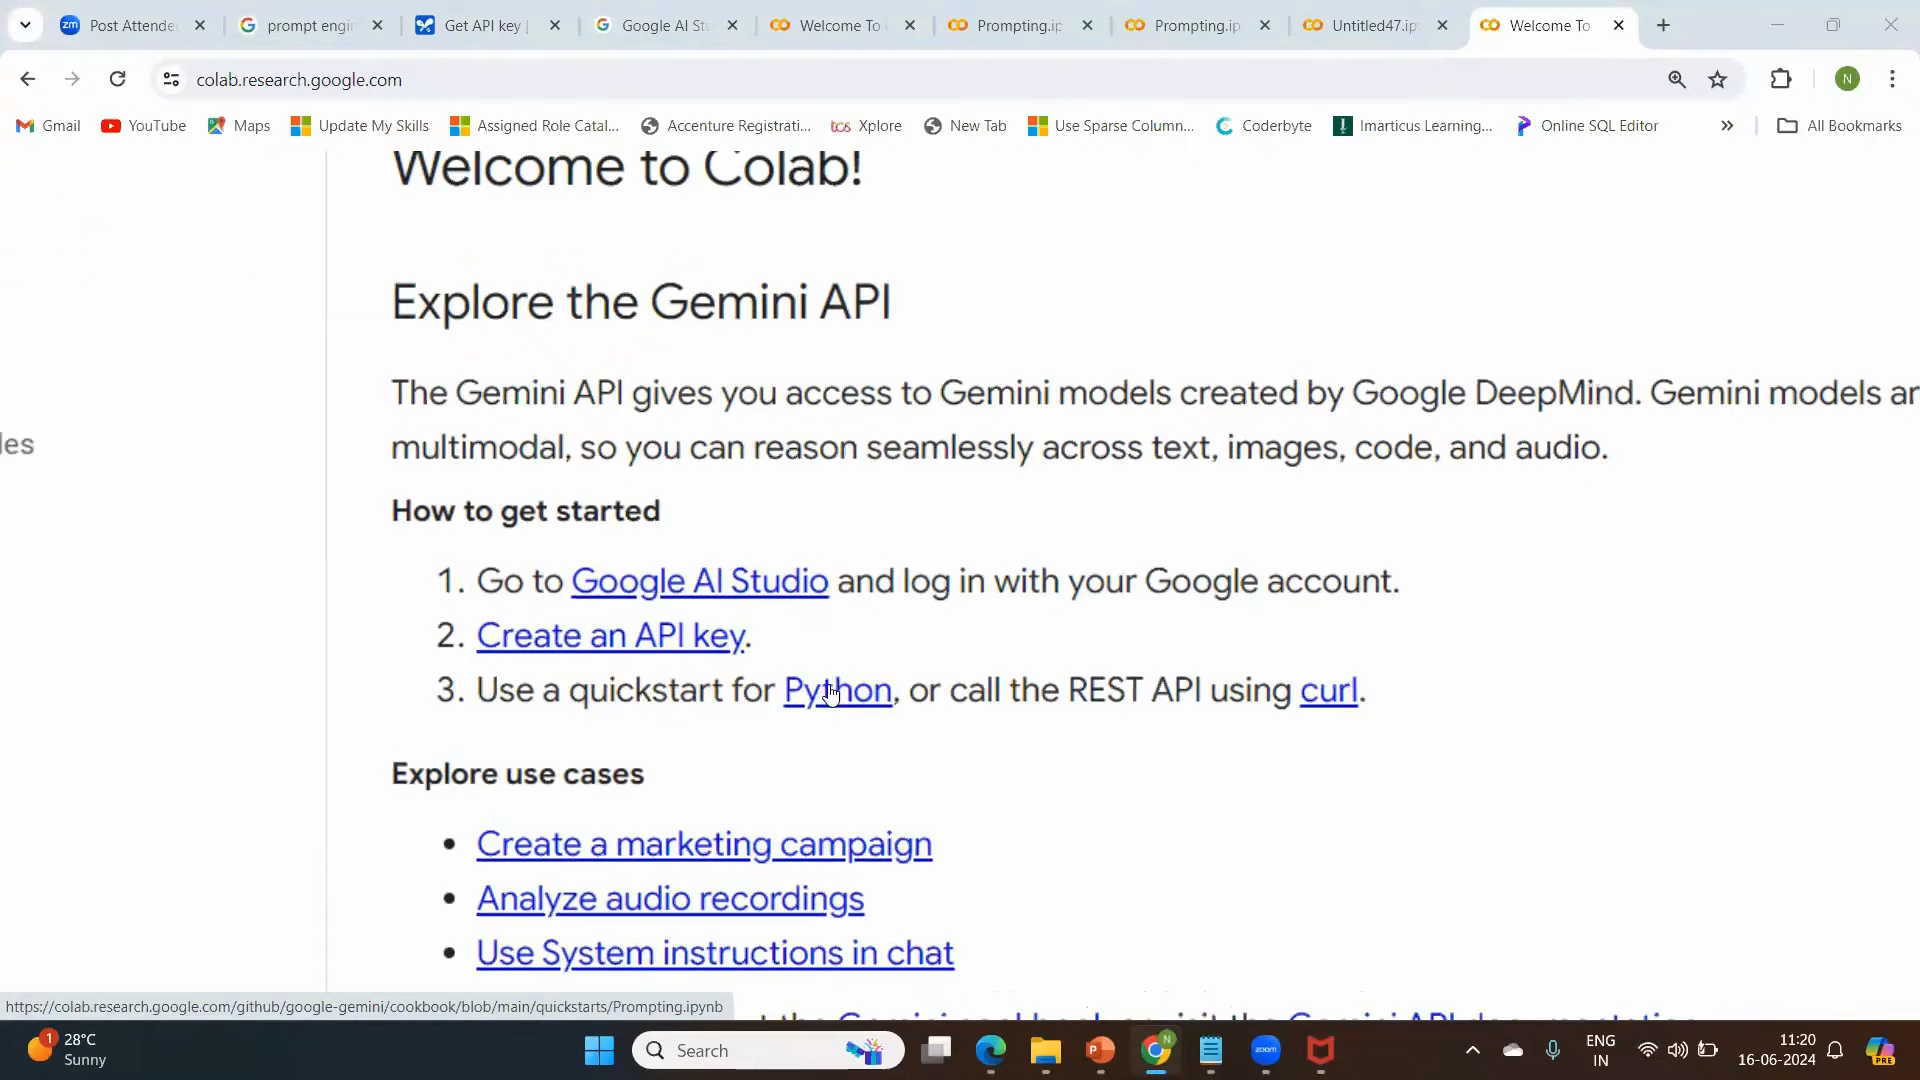 Post Attende
prompt engi
Get API key |
Google AI St
Welcome To
Prompting.ip
Prompting.ip
Untitled47.ip
Welcome To
colab.research.google.com
N
Gmail
YouTube
Maps
Update My Skills
Assigned Role Catal...
Accenture Registrati...
tcs Xplore
New Tab
Use Sparse Column...
Coderbyte
Imarticus Learning...
Online SQL Editor
All Bookmarks
Welcome to Colab!
Explore the Gemini API
The Gemini API gives you access to Gemini models created by Google DeepMind. Gemini models ar
multimodal, so you can reason seamlessly across text, images, code, and audio.
les
How to get started
1. Go to Google AI Studio and log in with your Google account.
2. Create an API key.
3. Use a quickstart for Python, or call the REST API using curl.
Explore use cases
• Create a marketing campaign
• Analyze audio recordings
• Use System instructions in chat
https://colab.research.google.com/github/google-gemini/cookbook/blob/main/quickstarts/Prompting.ipynb
28°C
Sunny
Search
ENG
IN
11:20
16-06-2024